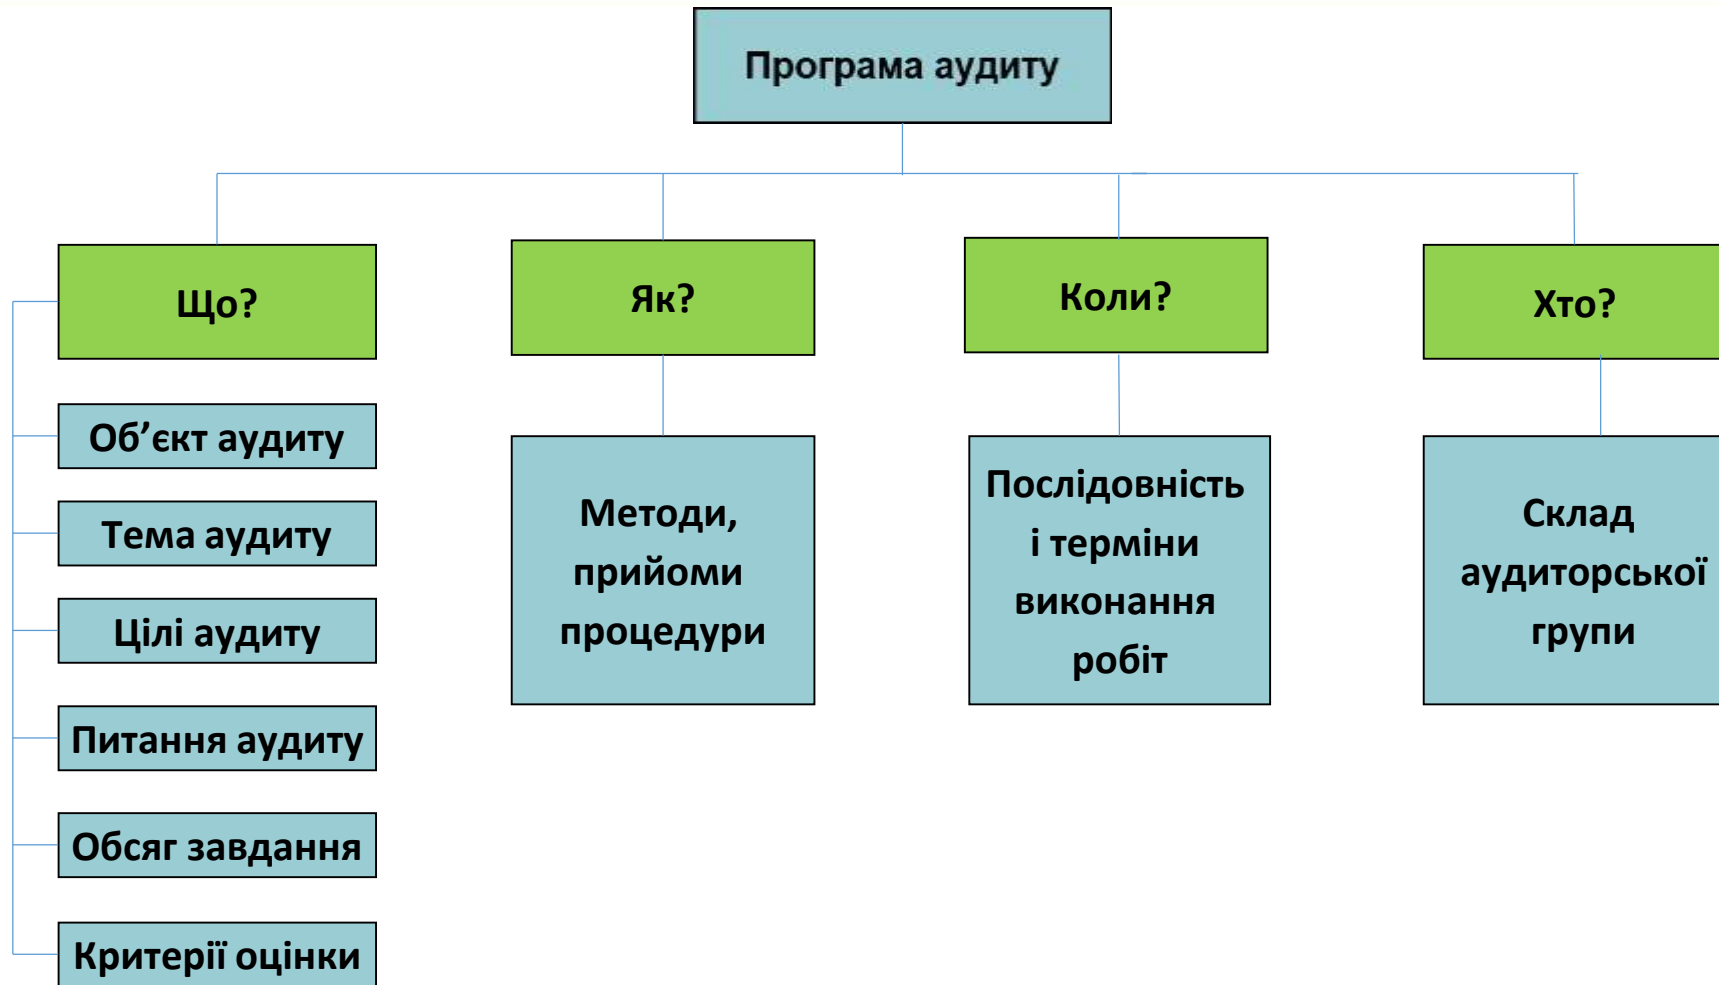 Програма аудиту
Що?
Як?
Коли?
Хто?
Об’єкт аудиту
Тема аудиту
Цілі аудиту
Питання аудиту
Обсяг завдання
Критерії оцінки
Методи,
прийоми
процедури
Послідовність
і терміни
виконання
робіт
Склад
аудиторської
групи